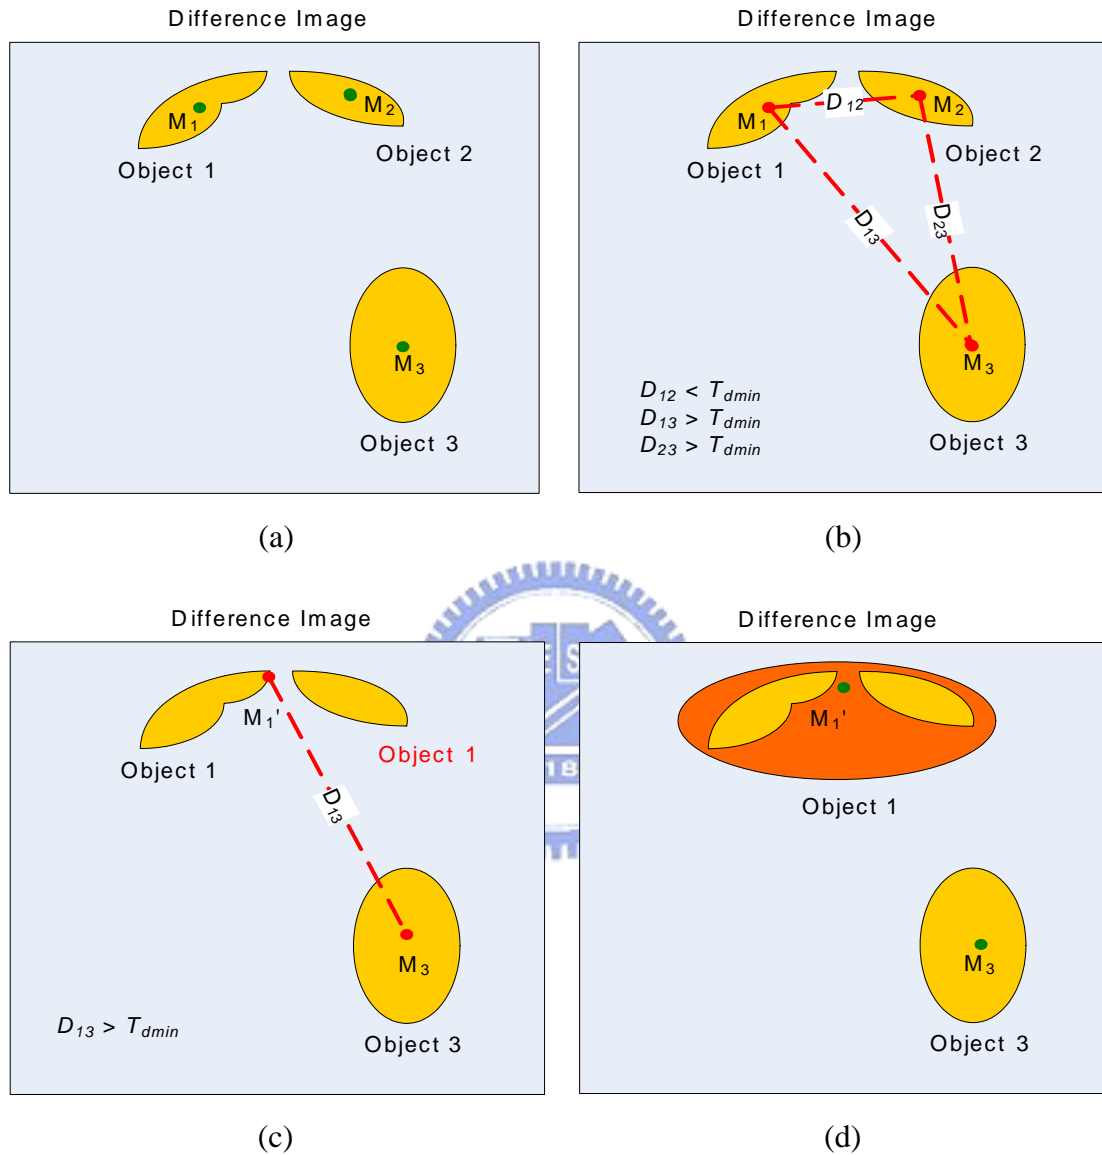 Difference Image
M1
M2
Object 1
Object 2
M3
Object 3
(a)
Difference Image
M1
D12
M2
Object 1
Object 2
D13
D23
M3
D12 < Tdmin
D13 > Tdmin
D23 > Tdmin
Object 3
(b)
Difference Image
M1'
Object 1
Object 1
D13
M3
D13 > Tdmin
Object 3
(c)
Difference Image
M1'
Object 1
M3
Object 3
(d)
ES
18